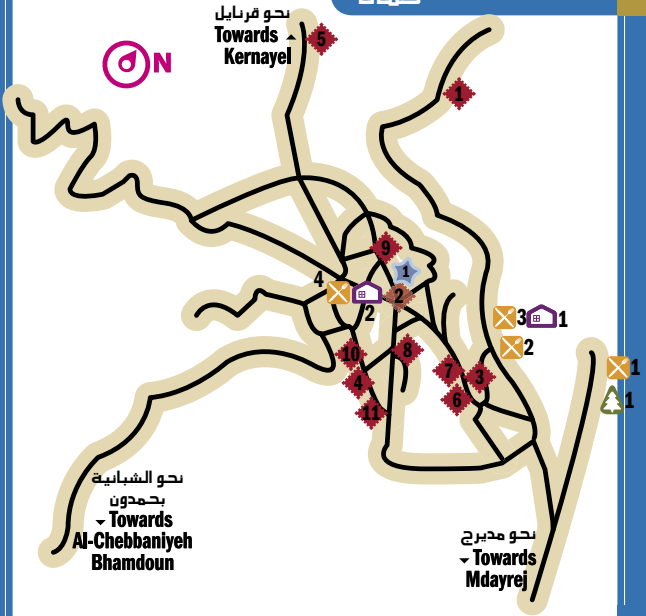 نحو قرنايل
Towards
Kernayel
5
N
1
9
1
4
2
2
3
1
2
10
8
7
3
4
6
11
1
1
نحو الشبانية
بحمدون
Towards
Al-Chebbaniyeh
Bhamdoun
نحو مديرج
Towards
Mdayrej